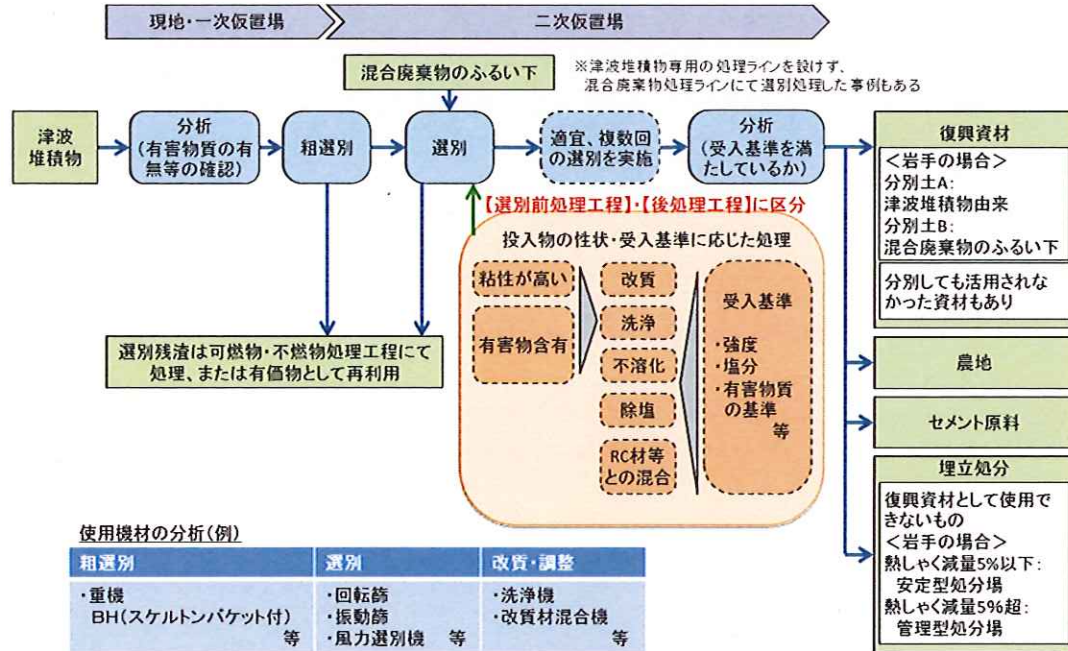 現地・一次仮置場
二次仮置場
混合廃棄物のふるい下
※津波堆積物専用の処理ラインを設けず、
混合廃棄物処理ラインにて選別処理した事例もある
津波
堆積物
分析
(有害物質の有
無等の確認)
粗選別
選別
適宜、複数回
の選別を実施
分析
(受入基準を満
たしているか)
復興資材
<岩手の場合>
分別土A:
津波堆積物由来
分別土B:
混合廃棄物のふるい下
分別しても活用されな
かった資材もあり
【選別前処理工程】・【後処理工程】に区分
投入物の性状・受入基準に応じた処理
粘性が高い
有害物含有
改質
洗浄
不溶化
除塩
RC材等
との混合
受入基準
・強度
・塩分
・有害物質
の基準
等
選別残渣は可燃物・不燃物処理工程にて
処理、または有価物として再利用
農地
セメント原料
埋立処分
復興資材として使用で
きないもの
<岩手の場合>
熱しゃく減量5%以下:
安定型処分場
熱しゃく減量5%超:
管理型処分場
使用機材の分析(例)
粗選別
選別
改質・調整
・重機
BH(スケルトンバケット付)
等
・回転篩
・振動篩
・風力選別機 等
・洗浄機
・改質材混合機
等